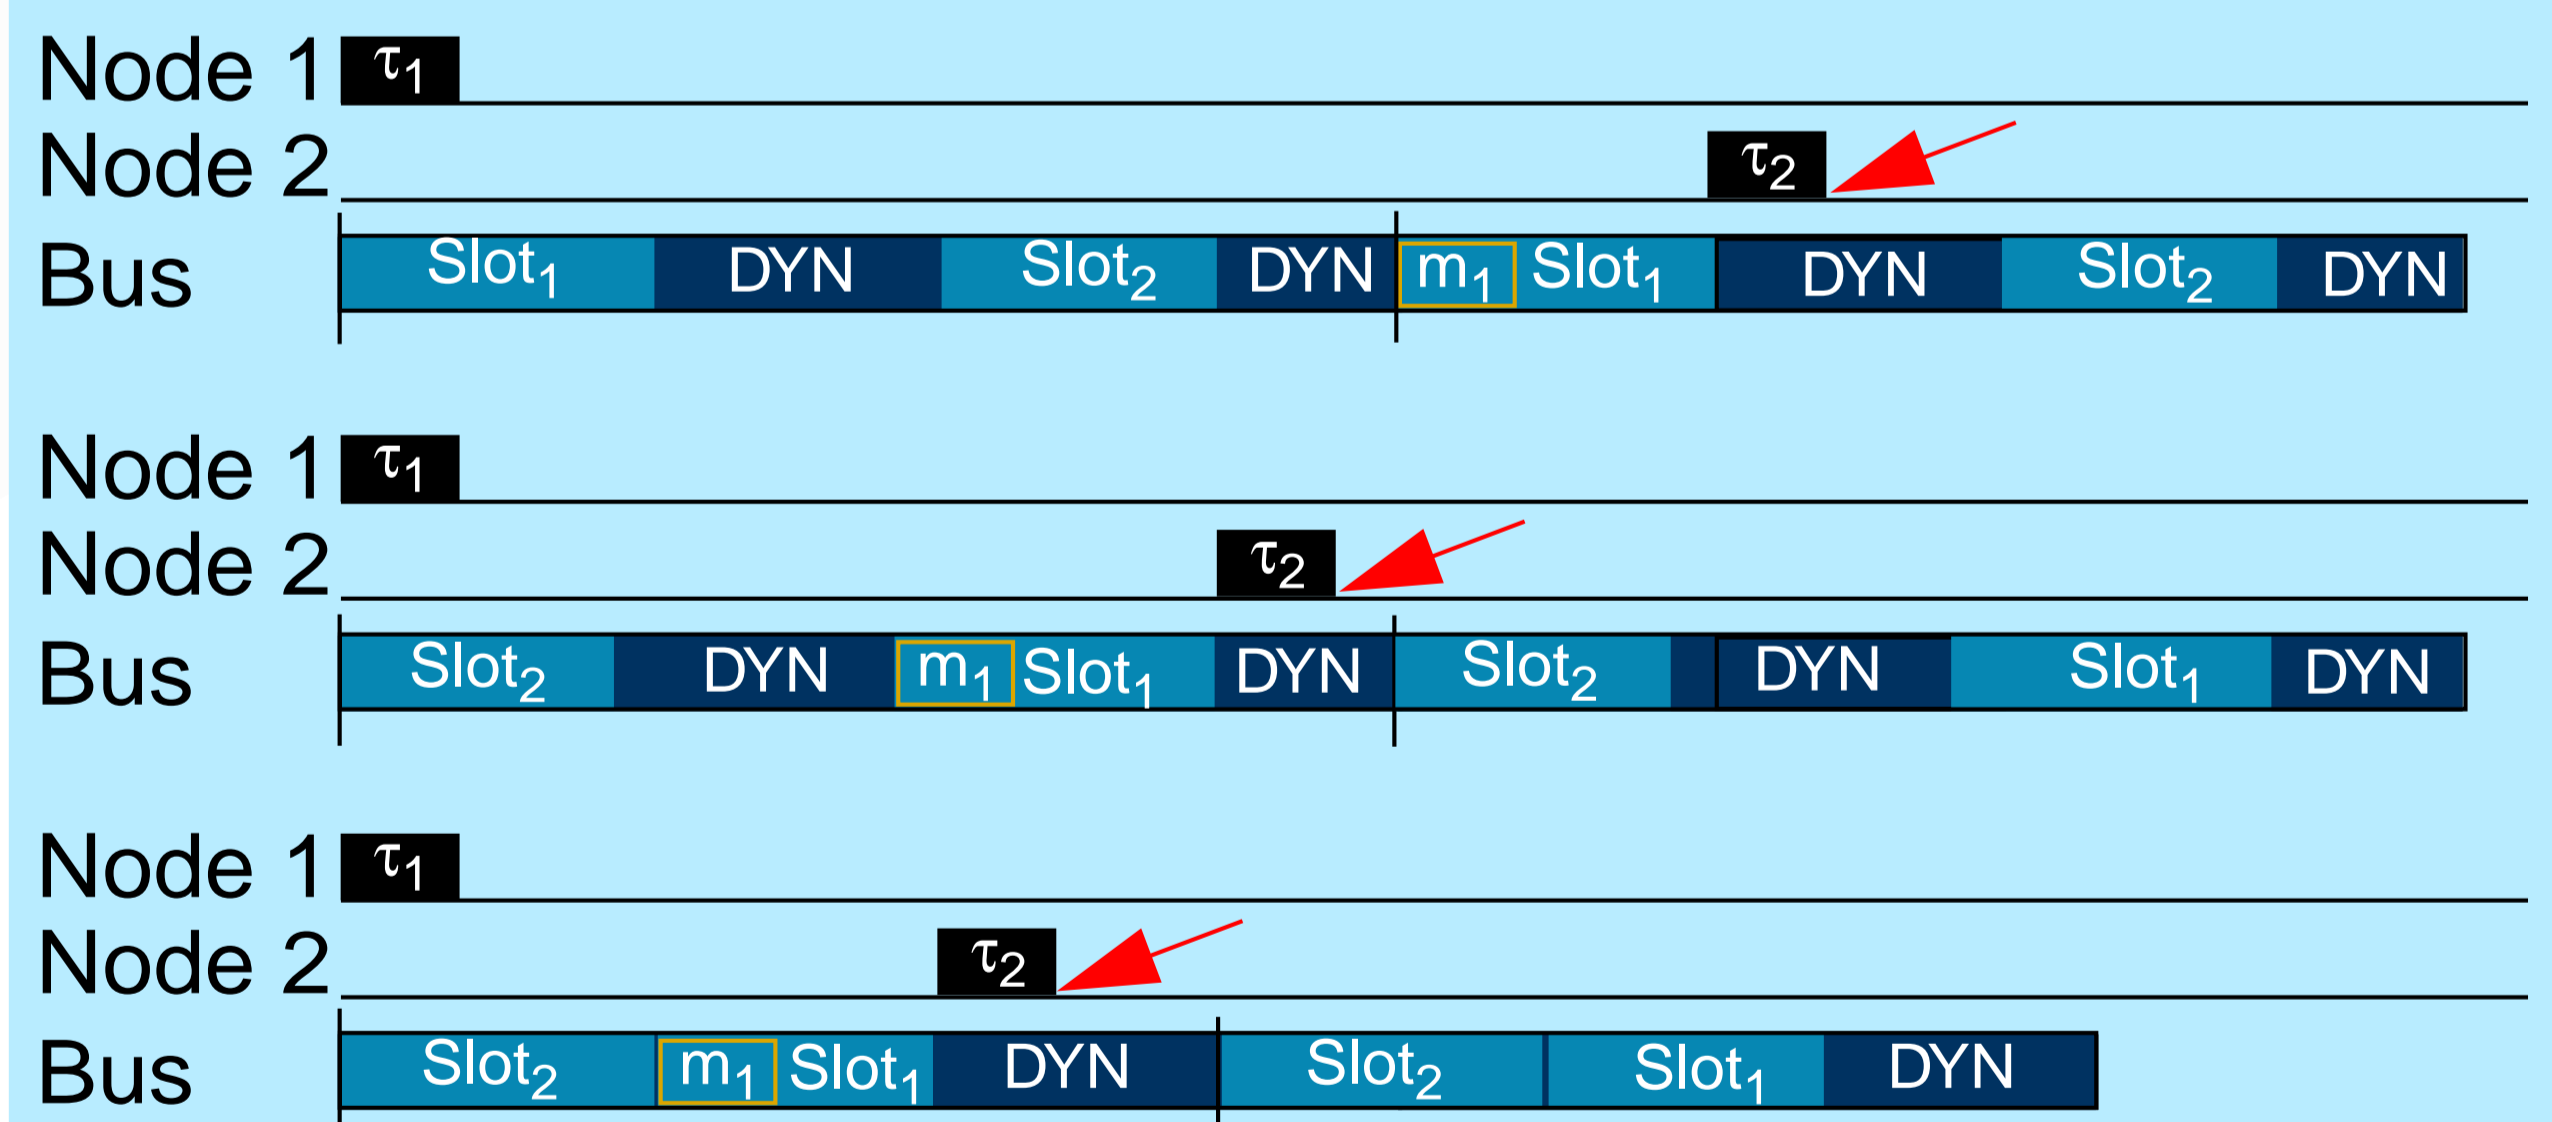 Node 1 τ1
Node 2 τ2
Bus Slot1 DYN Slot2 DYN m1 Slot1 DYN Slot2 DYN
Node 1 τ1
Node 2 τ2
Bus Slot2 DYN m1 Slot1 DYN Slot2 DYN Slot1 DYN
Node 1 τ1
Node 2 τ2
Bus Slot2 m1 Slot1 DYN Slot2 Slot1 DYN